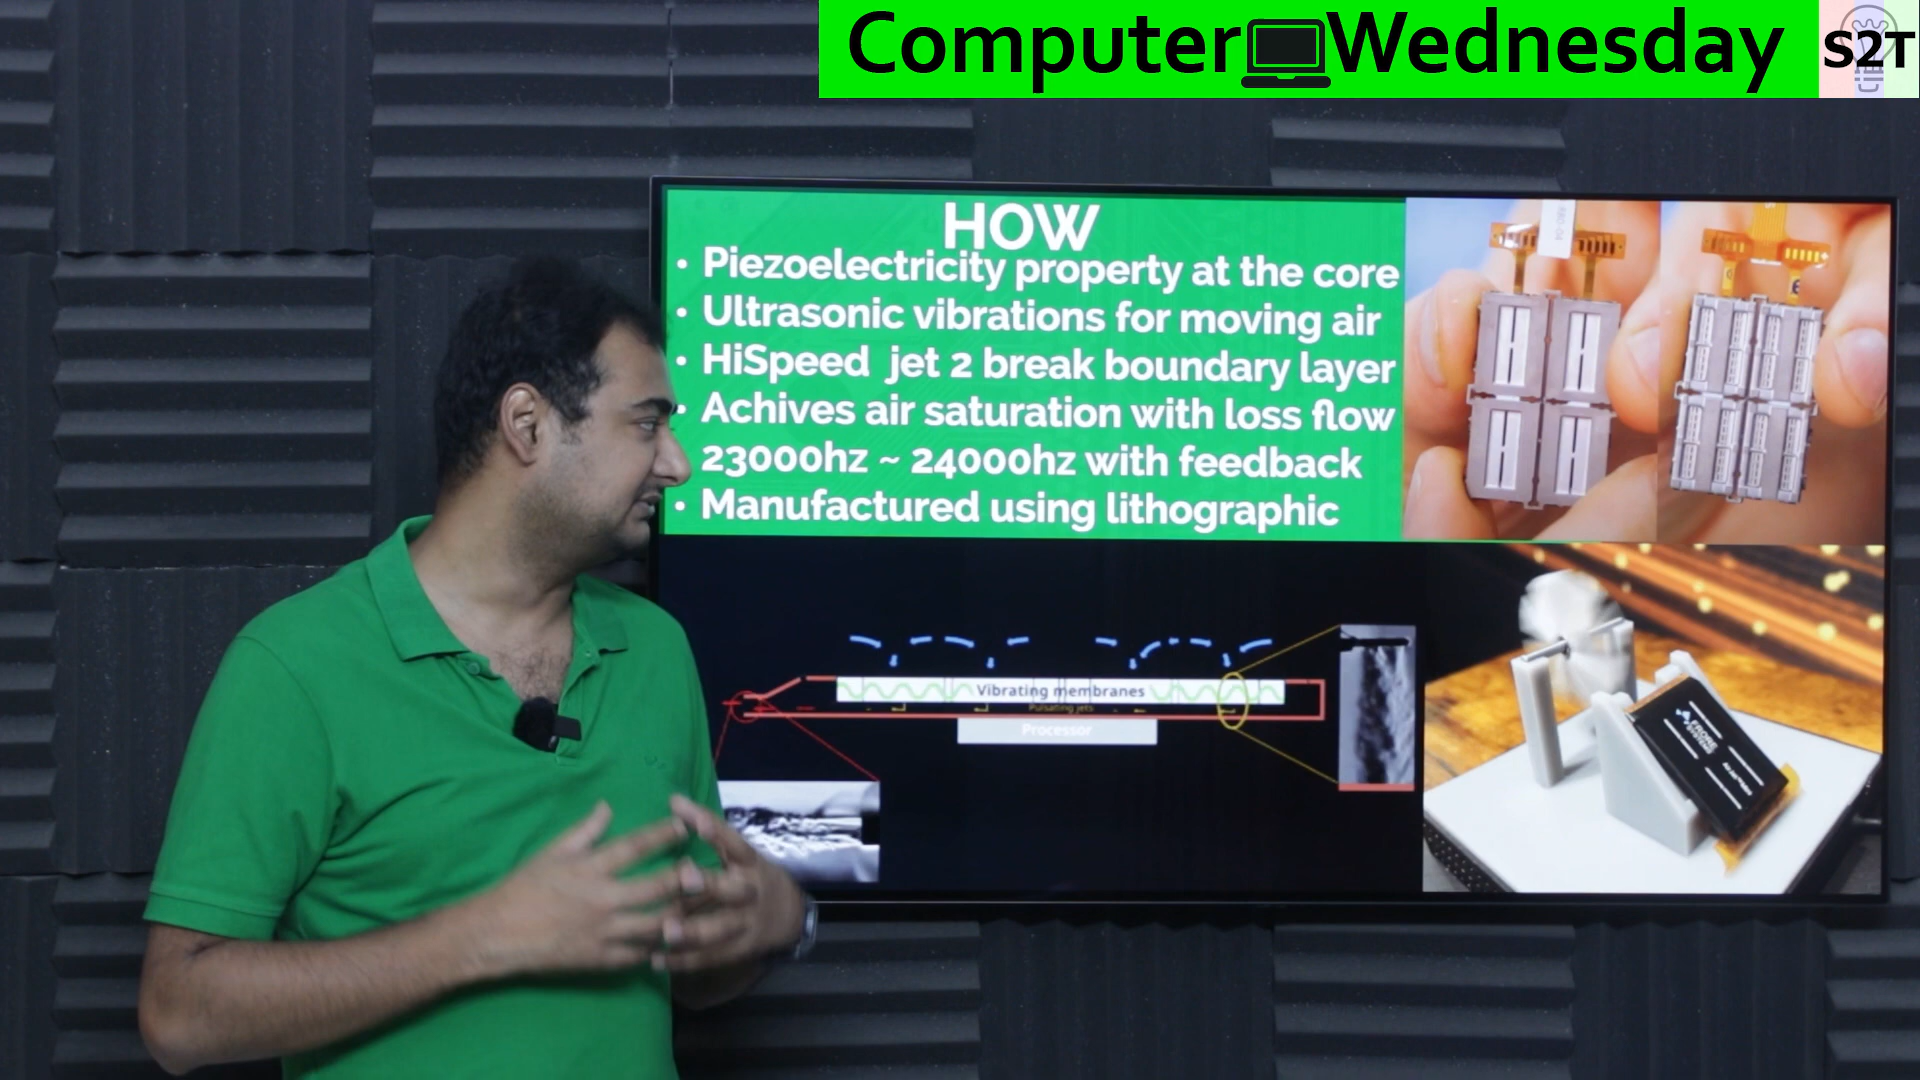 Computer Wednesday
S2T
HOW
• Piezoelectricity property at the core
• Ultrasonic vibrations for moving air
• HiSpeed jet 2 break boundary layer
• Achives air saturation with loss flow
23000hz ~ 24000hz with feedback
• Manufactured using lithographic
Vibrating membranes
Pulsating jets
Processor
FRORE
SYSTEMS